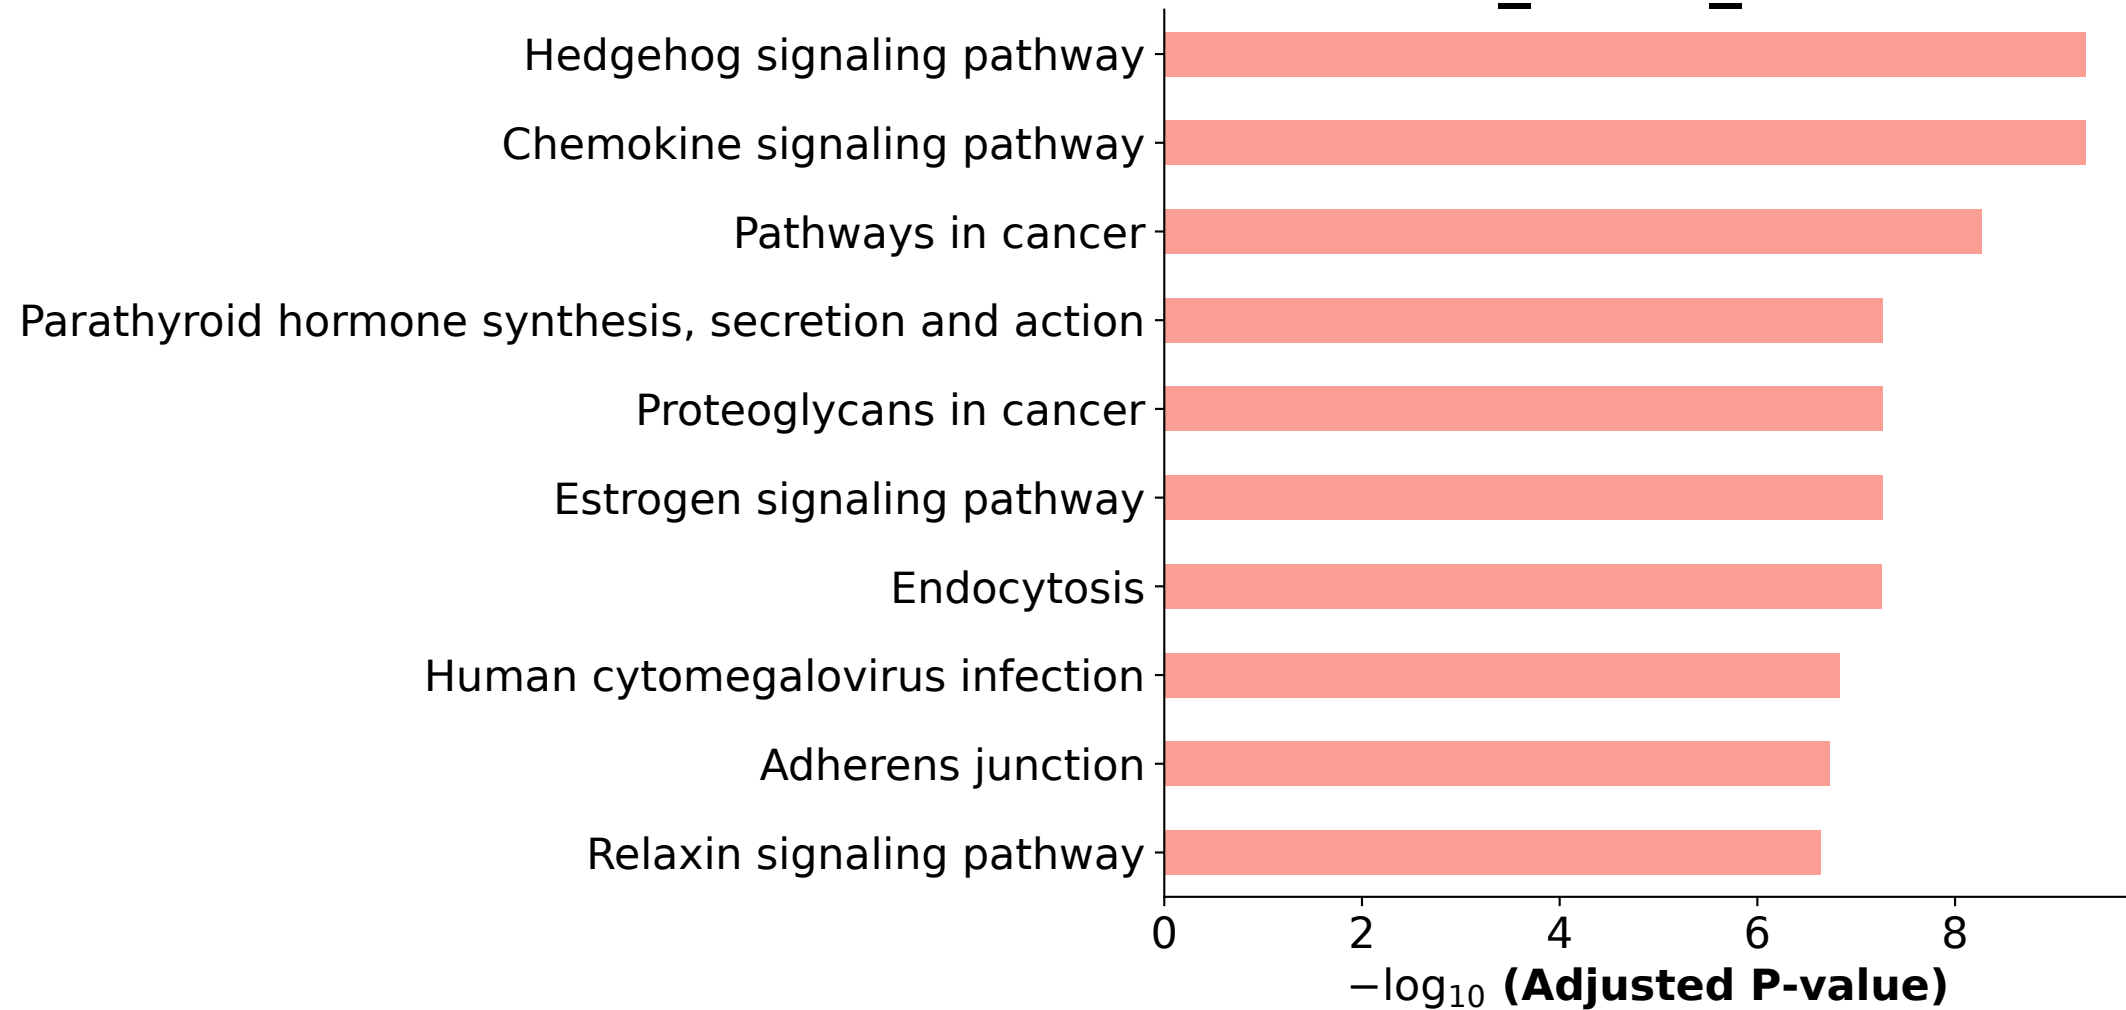 Hedgehog signaling pathway
Chemokine signaling pathway
Pathways in cancer
Parathyroid hormone synthesis, secretion and action
Proteoglycans in cancer
Estrogen signaling pathway
Endocytosis
Human cytomegalovirus infection
Adherens junction
Relaxin signaling pathway
0 2 4 6 8
−log₁₀ (Adjusted P-value)